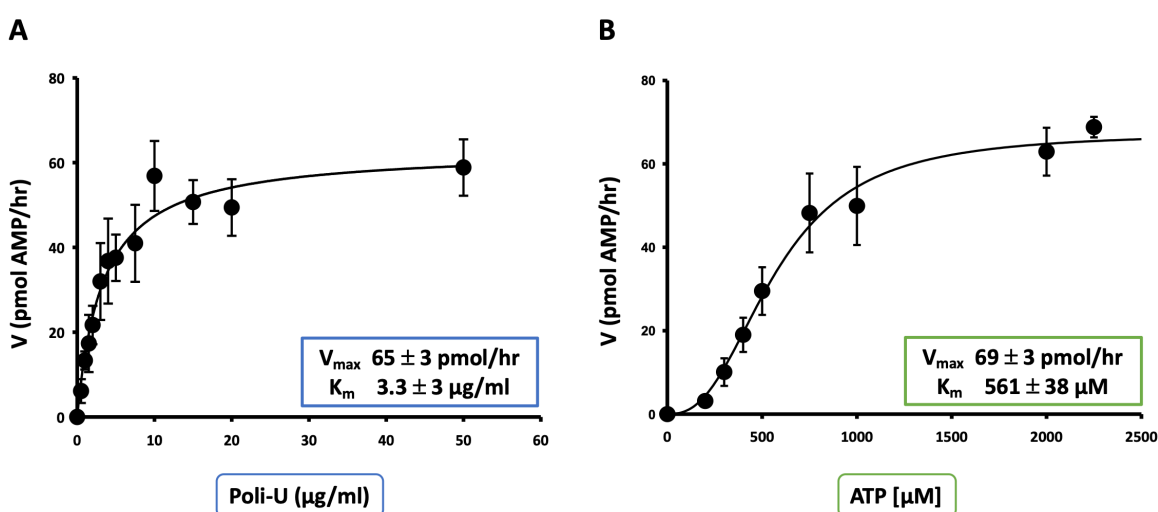 A
V (pmol AMP/hr)
80
60
40
20
0
0 10 20 30 40 50 60
Vmax 65 ± 3 pmol/hr
Km 3.3 ± 3 µg/ml
Poli-U (µg/ml)
B
V (pmol AMP/hr)
80
60
40
20
0
0 500 1000 1500 2000 2500
Vmax 69 ± 3 pmol/hr
Km 561 ± 38 µM
ATP [µM]